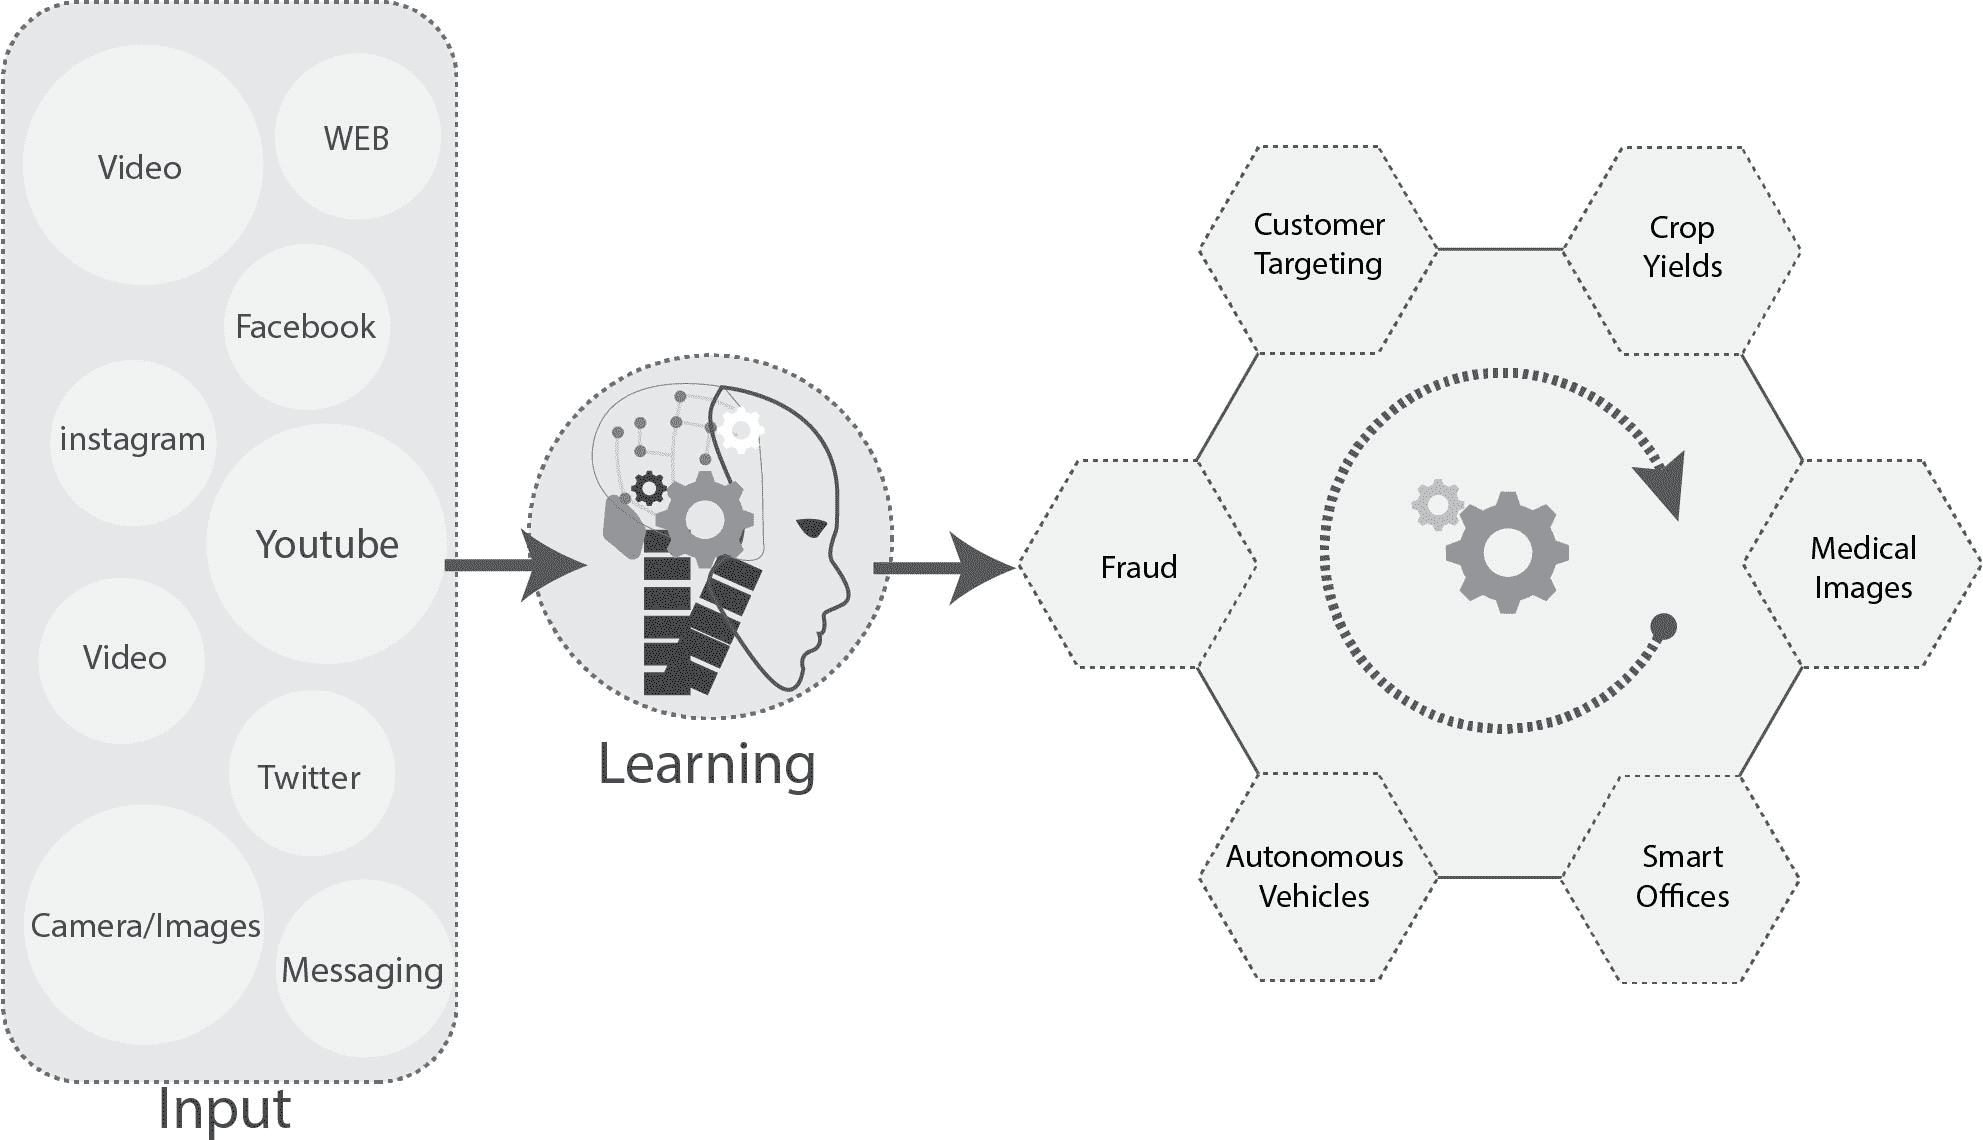 Video
WEB
Facebook
instagram
Youtube
Video
Twitter
Camera/Images
Messaging
Input
Learning
Customer
Targeting
Crop
Yields
Fraud
Medical
Images
Autonomous
Vehicles
Smart
Offices